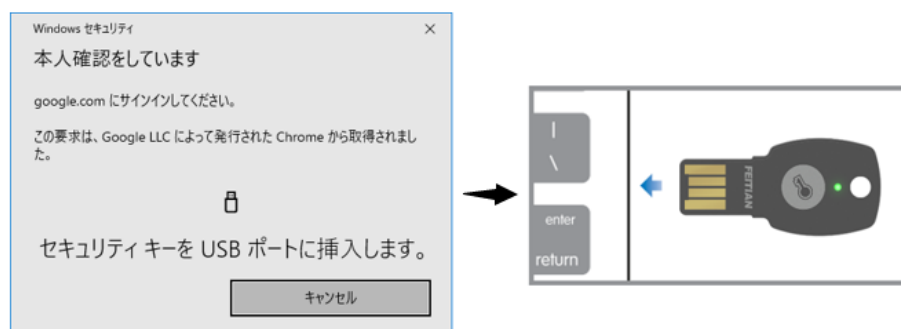 Windows セキュリティ
本人確認をしています
google.com にサインインしてください。
この要求は、Google LLC によって発行された Chrome から取得されまし
た。
セキュリティ キーを USB ポートに挿入します。
キャンセル
|
\
enter
return
FEITIAN